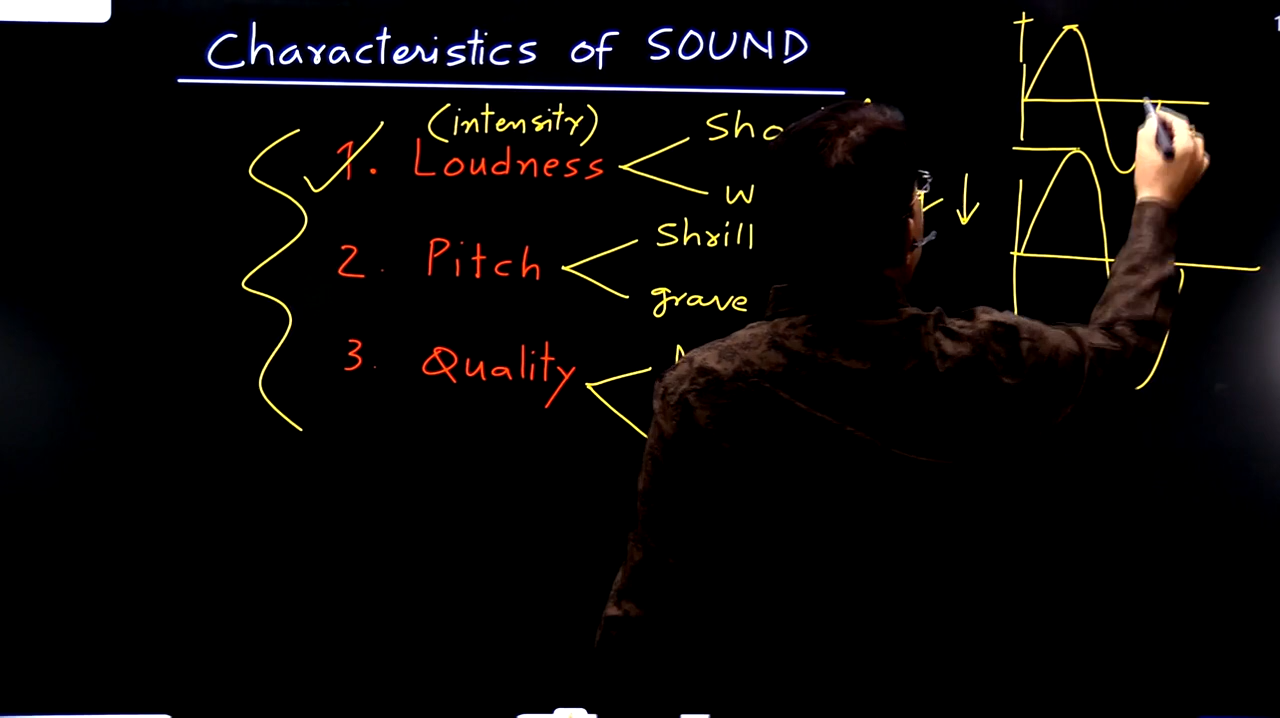 Characteristics of SOUND
(intensity)
1. Loudness
2. Pitch
Shrill
grave
3. Quality